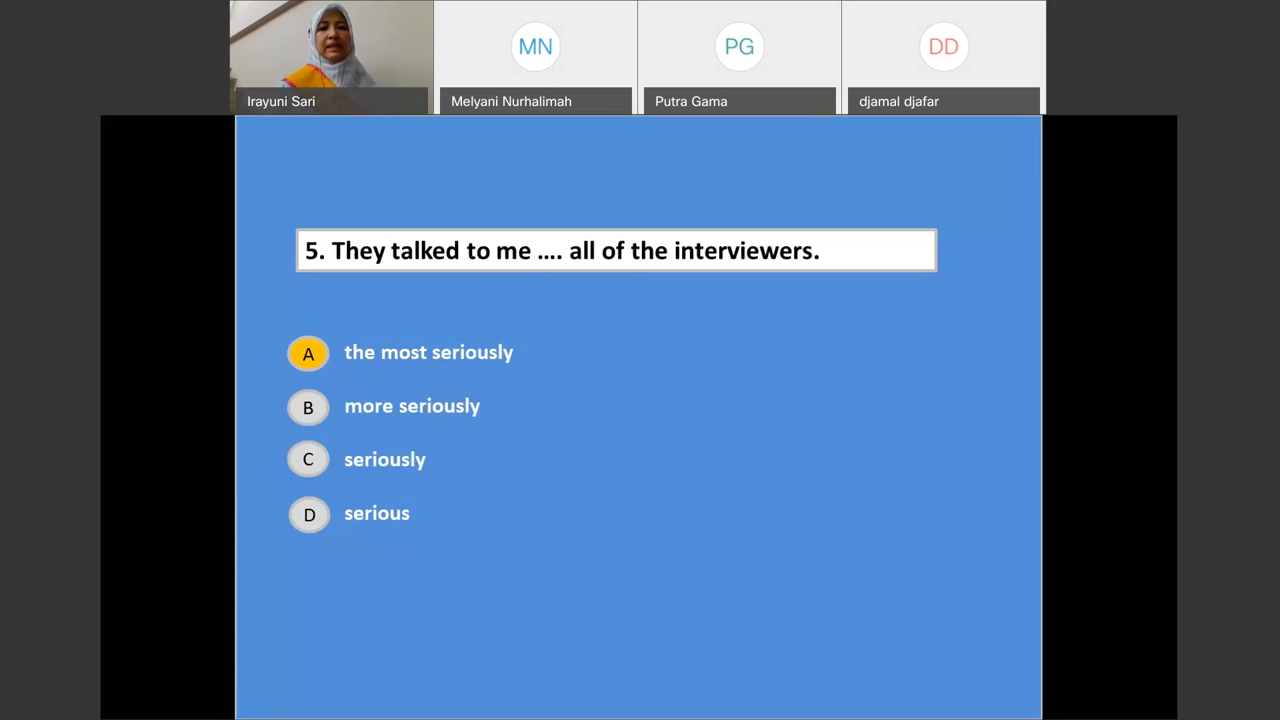 MN
PG
DD
Irayuni Sari
Melyani Nurhalimah
Putra Gama
djamal djafar
5. They talked to me .... all of the interviewers.
A the most seriously
B more seriously
C seriously
D serious